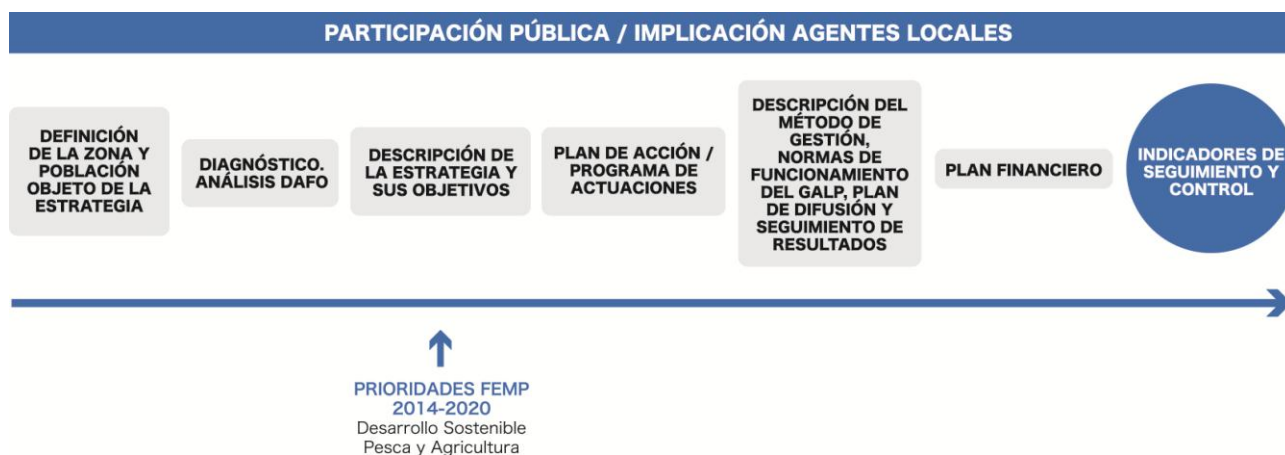 PARTICIPACIÓN PÚBLICA / IMPLICACIÓN AGENTES LOCALES
DEFINICIÓN
DE LA ZONA Y
POBLACIÓN
OBJETO DE LA
ESTRATEGIA
DIAGNÓSTICO.
ANÁLISIS DAFO
DESCRIPCIÓN DE
LA ESTRATEGIA Y
SUS OBJETIVOS
PLAN DE ACCIÓN /
PROGRAMA DE
ACTUACIONES
DESCRIPCIÓN DEL
MÉTODO DE
GESTIÓN,
NORMAS DE
FUNCIONAMIENTO
DEL GALP, PLAN
DE DIFUSIÓN Y
SEGUIMIENTO DE
RESULTADOS
PLAN FINANCIERO
INDICADORES DE
SEGUIMIENTO Y
CONTROL
PRIORIDADES FEMP
2014-2020
Desarrollo Sostenible
Pesca y Agricultura